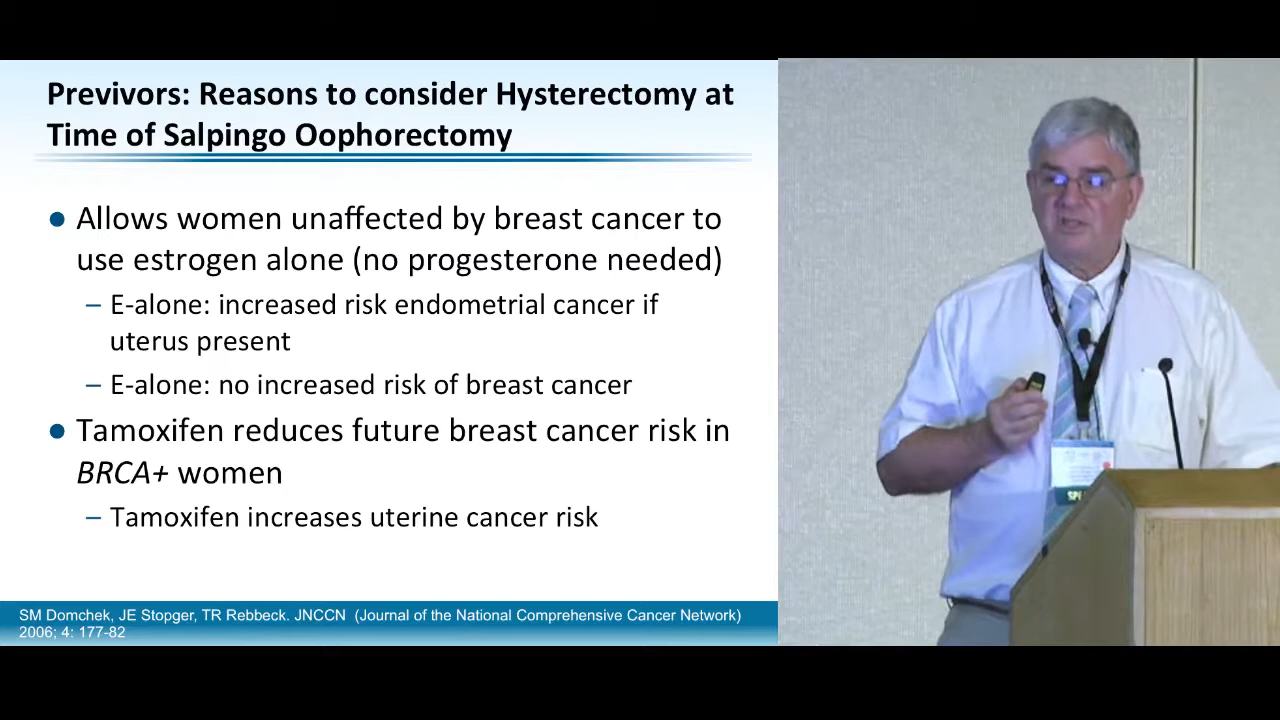 Previvors: Reasons to consider Hysterectomy at
Time of Salpingo Oophorectomy
● Allows women unaffected by breast cancer to
use estrogen alone (no progesterone needed)
– E-alone: increased risk endometrial cancer if
uterus present
– E-alone: no increased risk of breast cancer
● Tamoxifen reduces future breast cancer risk in
BRCA+ women
– Tamoxifen increases uterine cancer risk
SM Domchek, JE Stopger, TR Rebbeck. JNCCN (Journal of the National Comprehensive Cancer Network)
2006; 4: 177-82